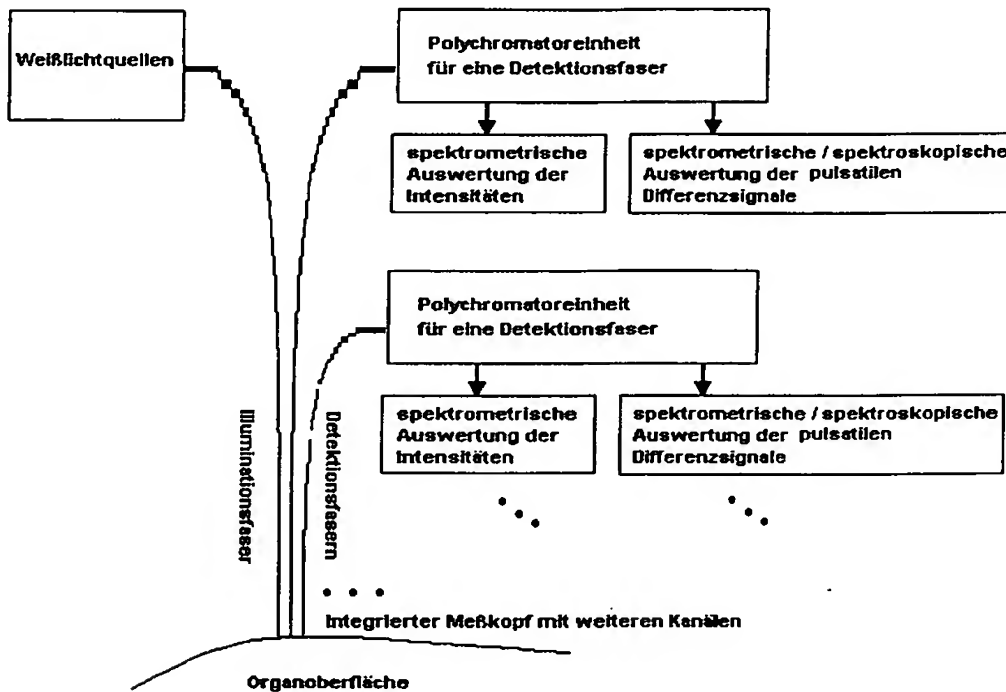 Weißlichtquellen
Polychromatoreinheit
für eine Detektionsfaser
spektrometrische
Auswertung der
Intensitäten
spektrometrische / spektroskopische
Auswertung der pulsatilen
Differenzsignale
Polychromatoreinheit
für eine Detektionsfaser
spektrometrische
Auswertung der
Intensitäten
spektrometrische / spektroskopische
Auswertung der pulsatilen
Differenzsignale
Illuminationsfaser
Detektionsfasern
Integrierter Meßkopf mit weiteren Kanälen
Organoberfläche